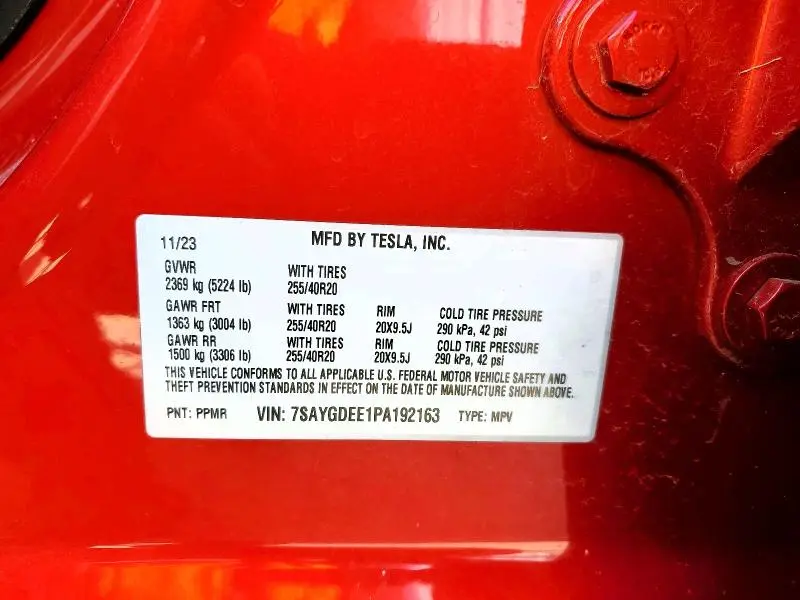 11/23 MFD BY TESLA, INC.
GVWR WITH TIRES
2369 kg (5224 lb) 255/40R20
GAWR FRT WITH TIRES RIM COLD TIRE PRESSURE
1363 kg (3004 lb) 255/40R20 20X9.5J 290 kPa, 42 psi
GAWR RR WITH TIRES RIM COLD TIRE PRESSURE
1500 kg (3306 lb) 255/40R20 20X9.5J 290 kPa, 42 psi
THIS VEHICLE CONFORMS TO ALL APPLICABLE U.S. FEDERAL MOTOR VEHICLE SAFETY AND
THEFT PREVENTION STANDARDS IN EFFECT ON THE DATE OF MANUFACTURE SHOWN ABOVE.
PNT: PPMR VIN: 7SAYGDEE1PA192163 TYPE: MPV